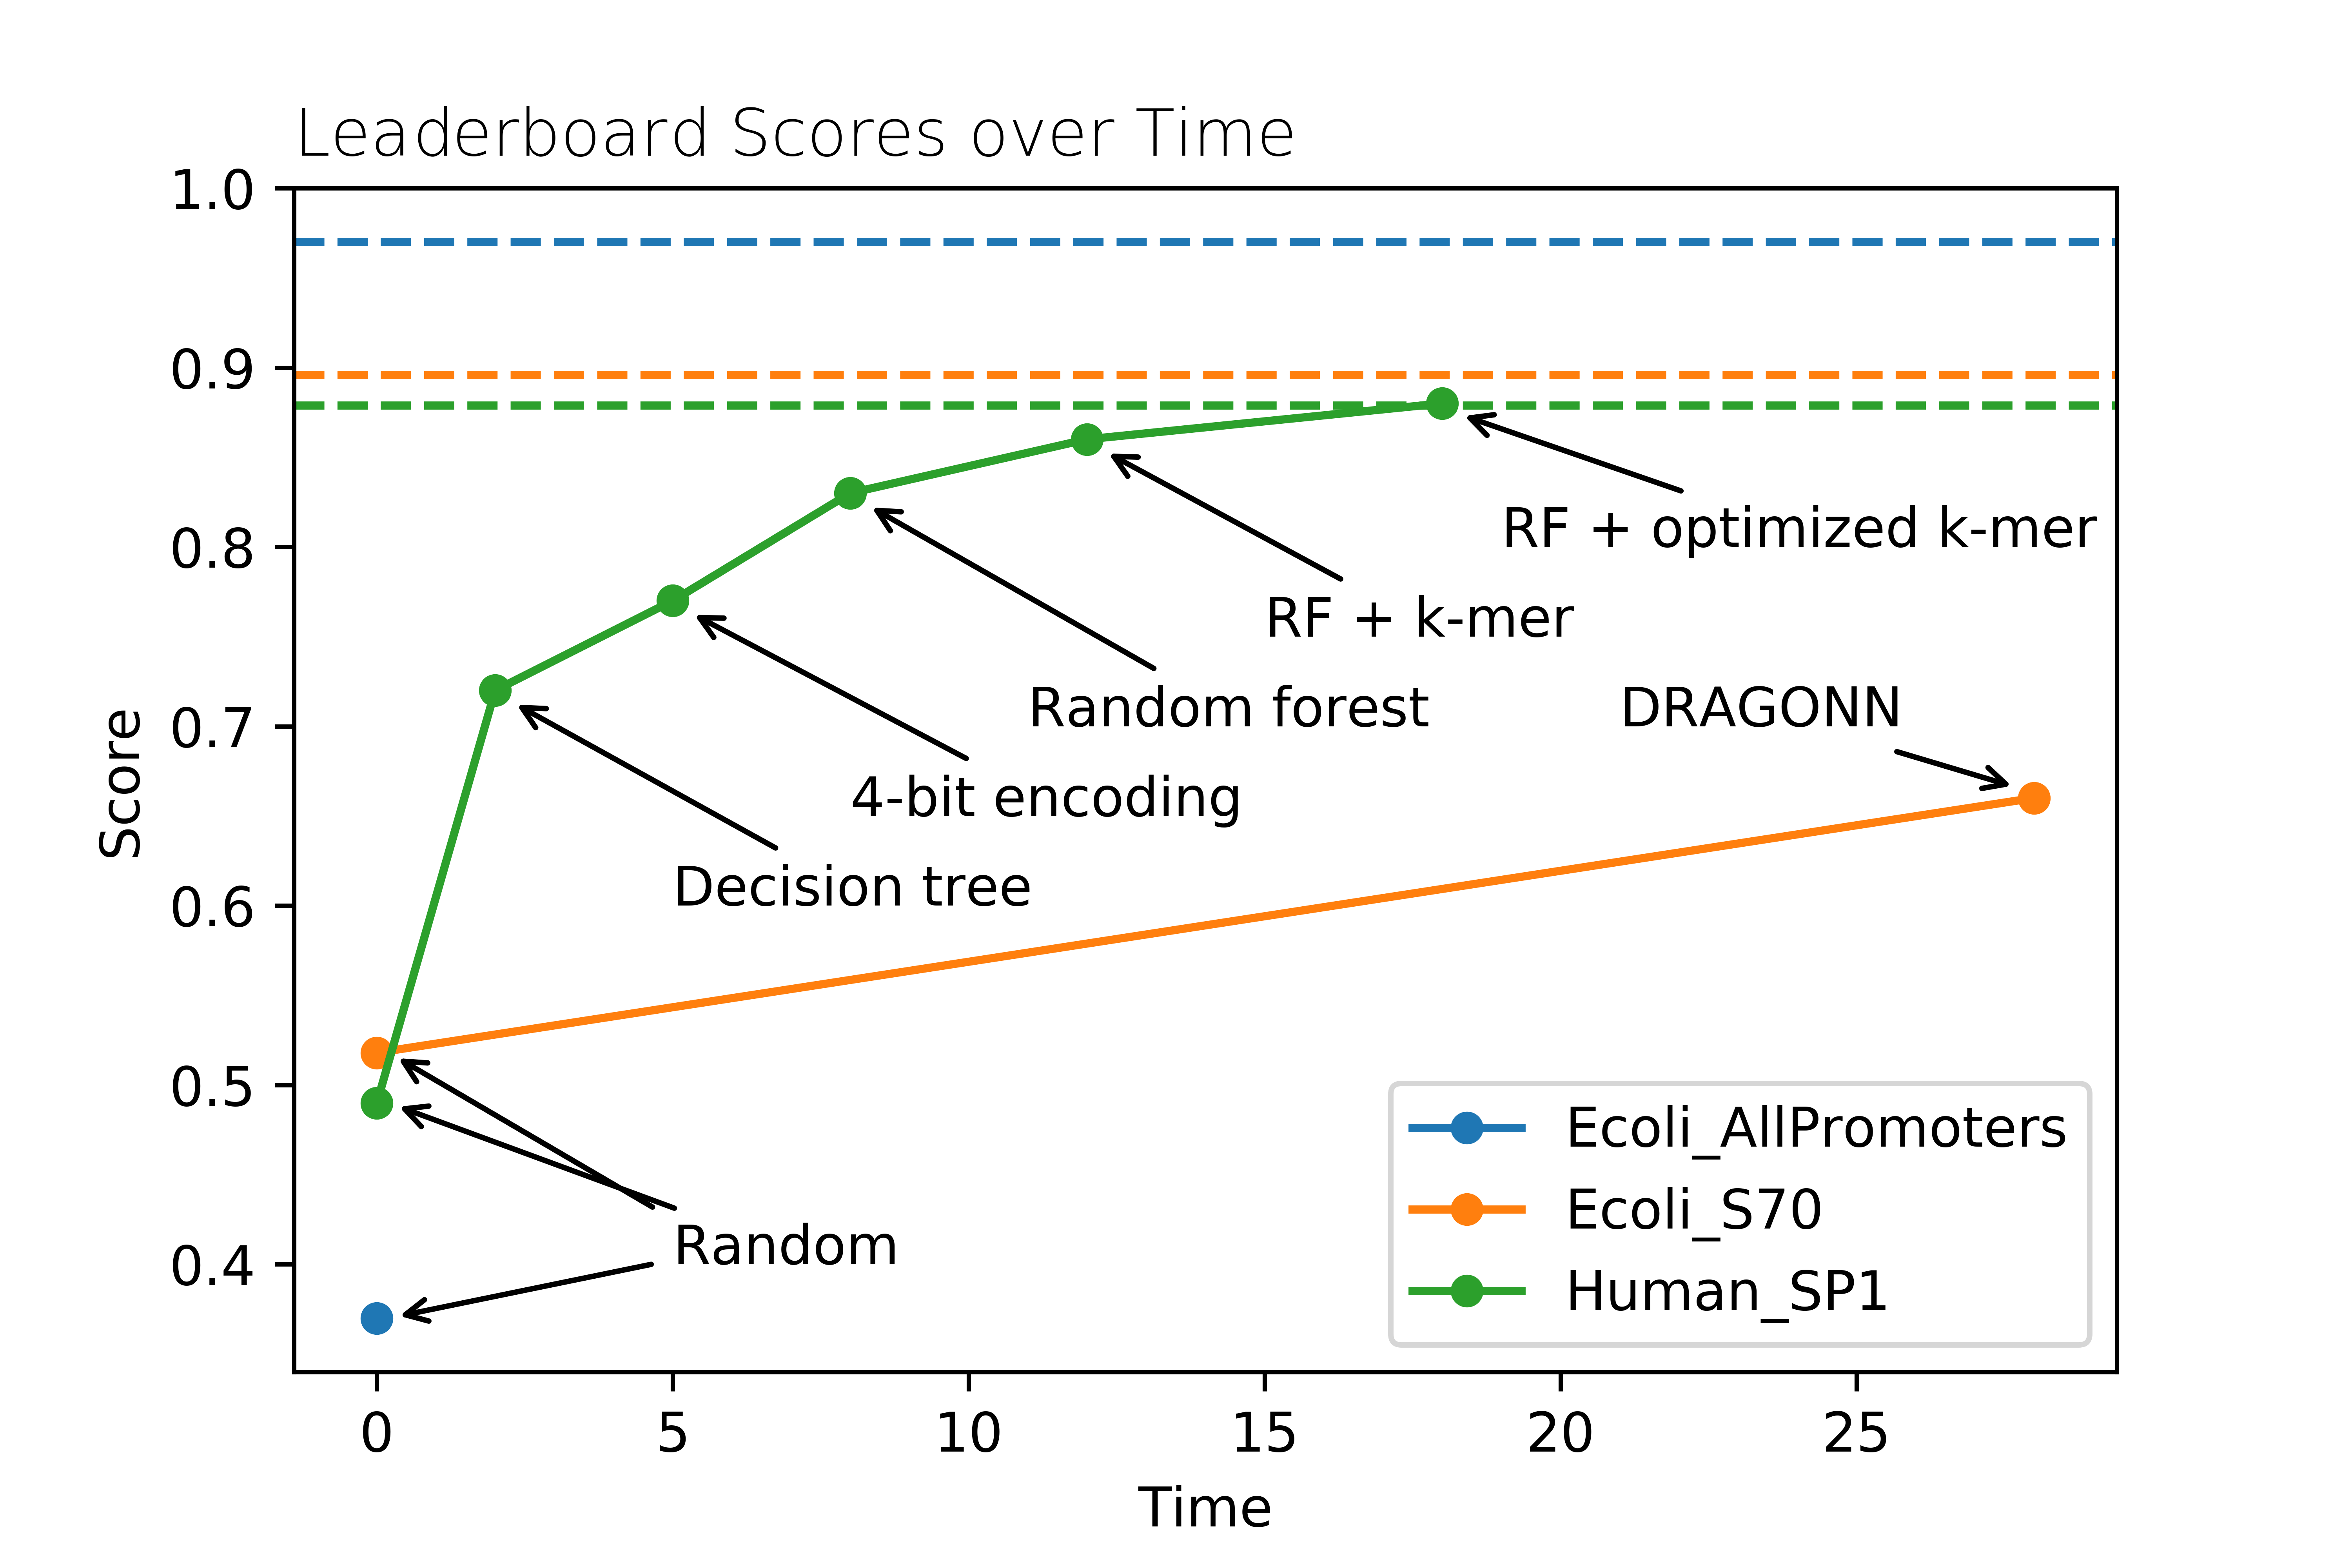 Leaderboard Scores over Time
1.0
0.9
0.8
0.7
0.6
0.5
0.4
Score
RF + optimized k-mer
RF + k-mer
Random forest
DRAGONN
4-bit encoding
Decision tree
Random
Ecoli_AllPromoters
Ecoli_S70
Human_SP1
0 5 10 15 20 25
Time